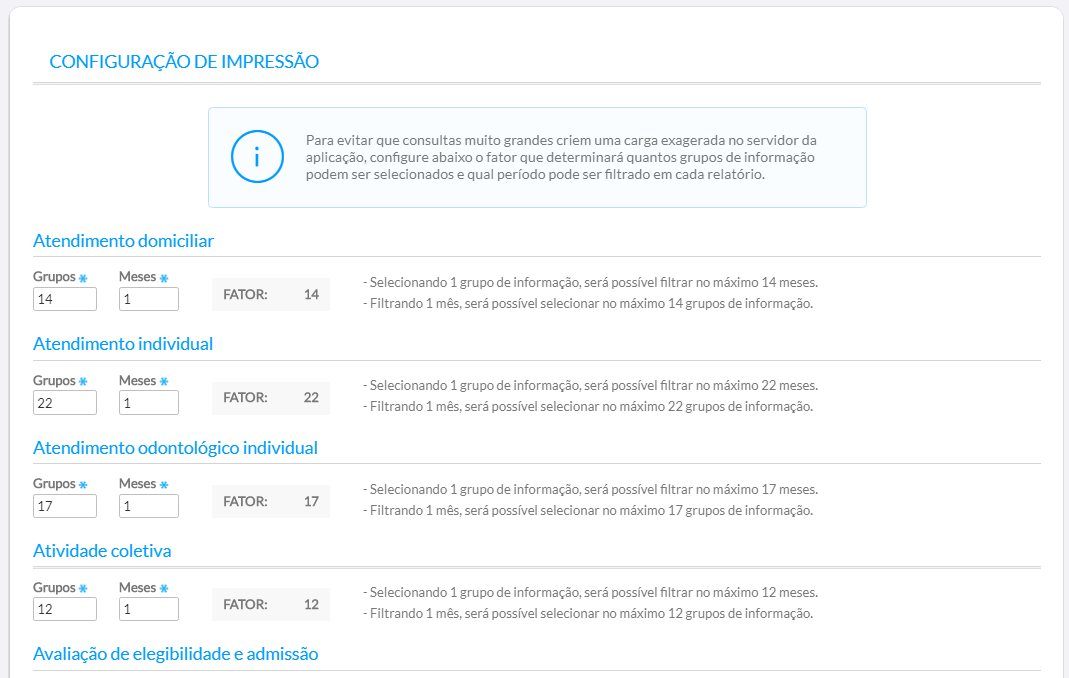 CONFIGURAÇÃO DE IMPRESSÃO
Para evitar que consultas muito grandes criem uma carga exagerada no servidor da
aplicação, configure abaixo o fator que determinará quantos grupos de informação
podem ser selecionados e qual período pode ser filtrado em cada relatório.
Atendimento domiciliar
Grupos * Meses *
14 1 FATOR: 14
- Selecionando 1 grupo de informação, será possível filtrar no máximo 14 meses.
- Filtrando 1 mês, será possível selecionar no máximo 14 grupos de informação.
Atendimento individual
Grupos * Meses *
22 1 FATOR: 22
- Selecionando 1 grupo de informação, será possível filtrar no máximo 22 meses.
- Filtrando 1 mês, será possível selecionar no máximo 22 grupos de informação.
Atendimento odontológico individual
Grupos * Meses *
17 1 FATOR: 17
- Selecionando 1 grupo de informação, será possível filtrar no máximo 17 meses.
- Filtrando 1 mês, será possível selecionar no máximo 17 grupos de informação.
Atividade coletiva
Grupos * Meses *
12 1 FATOR: 12
- Selecionando 1 grupo de informação, será possível filtrar no máximo 12 meses.
- Filtrando 1 mês, será possível selecionar no máximo 12 grupos de informação.
Avaliação de elegibilidade e admissão